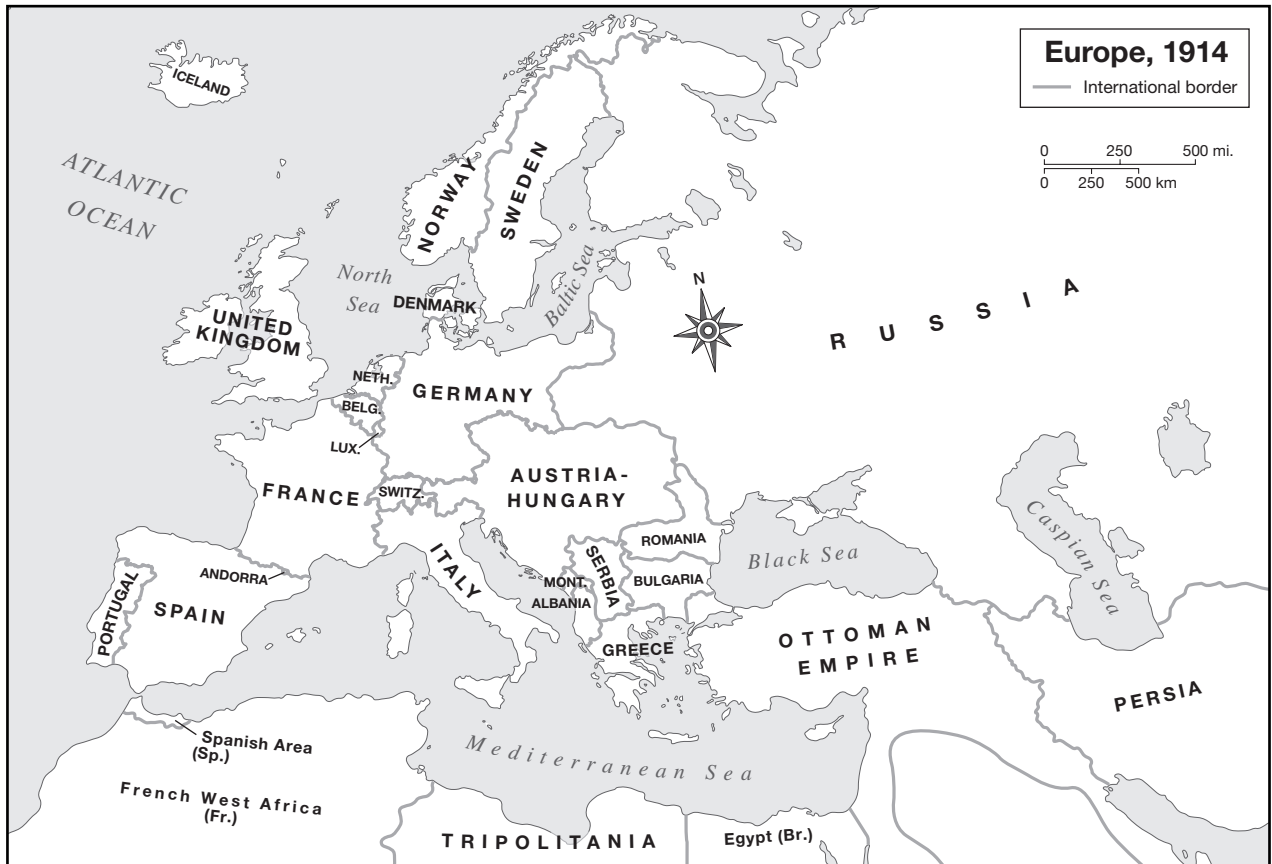 Europe, 1914
International border
0 250 500 mi.
0 250 500 km
ICELAND
ATLANTIC
OCEAN
NORWAY
SWEDEN
North
Sea
Baltic Sea
DENMARK
UNITED
KINGDOM
N
RUSSIA
NETH.
BELG.
LUX.
GERMANY
FRANCE
SWITZ.
AUSTRIA-
HUNGARY
ITALY
ROMANIA
SERBIA
BULGARIA
MONT.
ALBANIA
GREECE
Black Sea
Caspian Sea
ANDORRA
PORTUGAL
SPAIN
OTTOMAN
EMPIRE
PERSIA
Spanish Area
(Sp.)
Mediterranean Sea
French West Africa
(Fr.)
TRIPOLITANIA
Egypt (Br.)